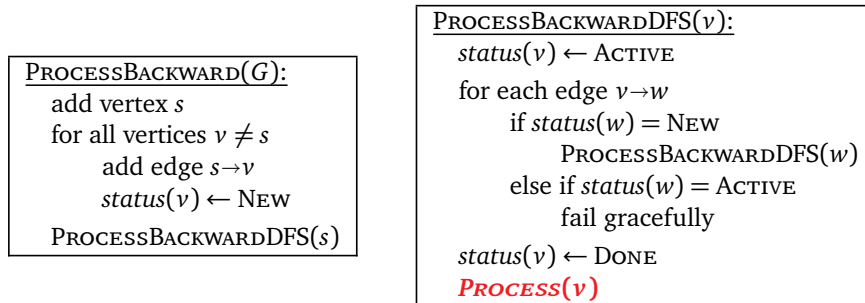 PROCESSBACKWARD(G):
add vertex s
for all vertices v ≠ s
add edge s→v
status(v) ← NEW
PROCESSBACKWARDDFS(s)
PROCESSBACKWARDDFS(v):
status(v) ← ACTIVE
for each edge v→w
if status(w) = NEW
PROCESSBACKWARDDFS(w)
else if status(w) = ACTIVE
fail gracefully
status(v) ← DONE
PROCESS(v)